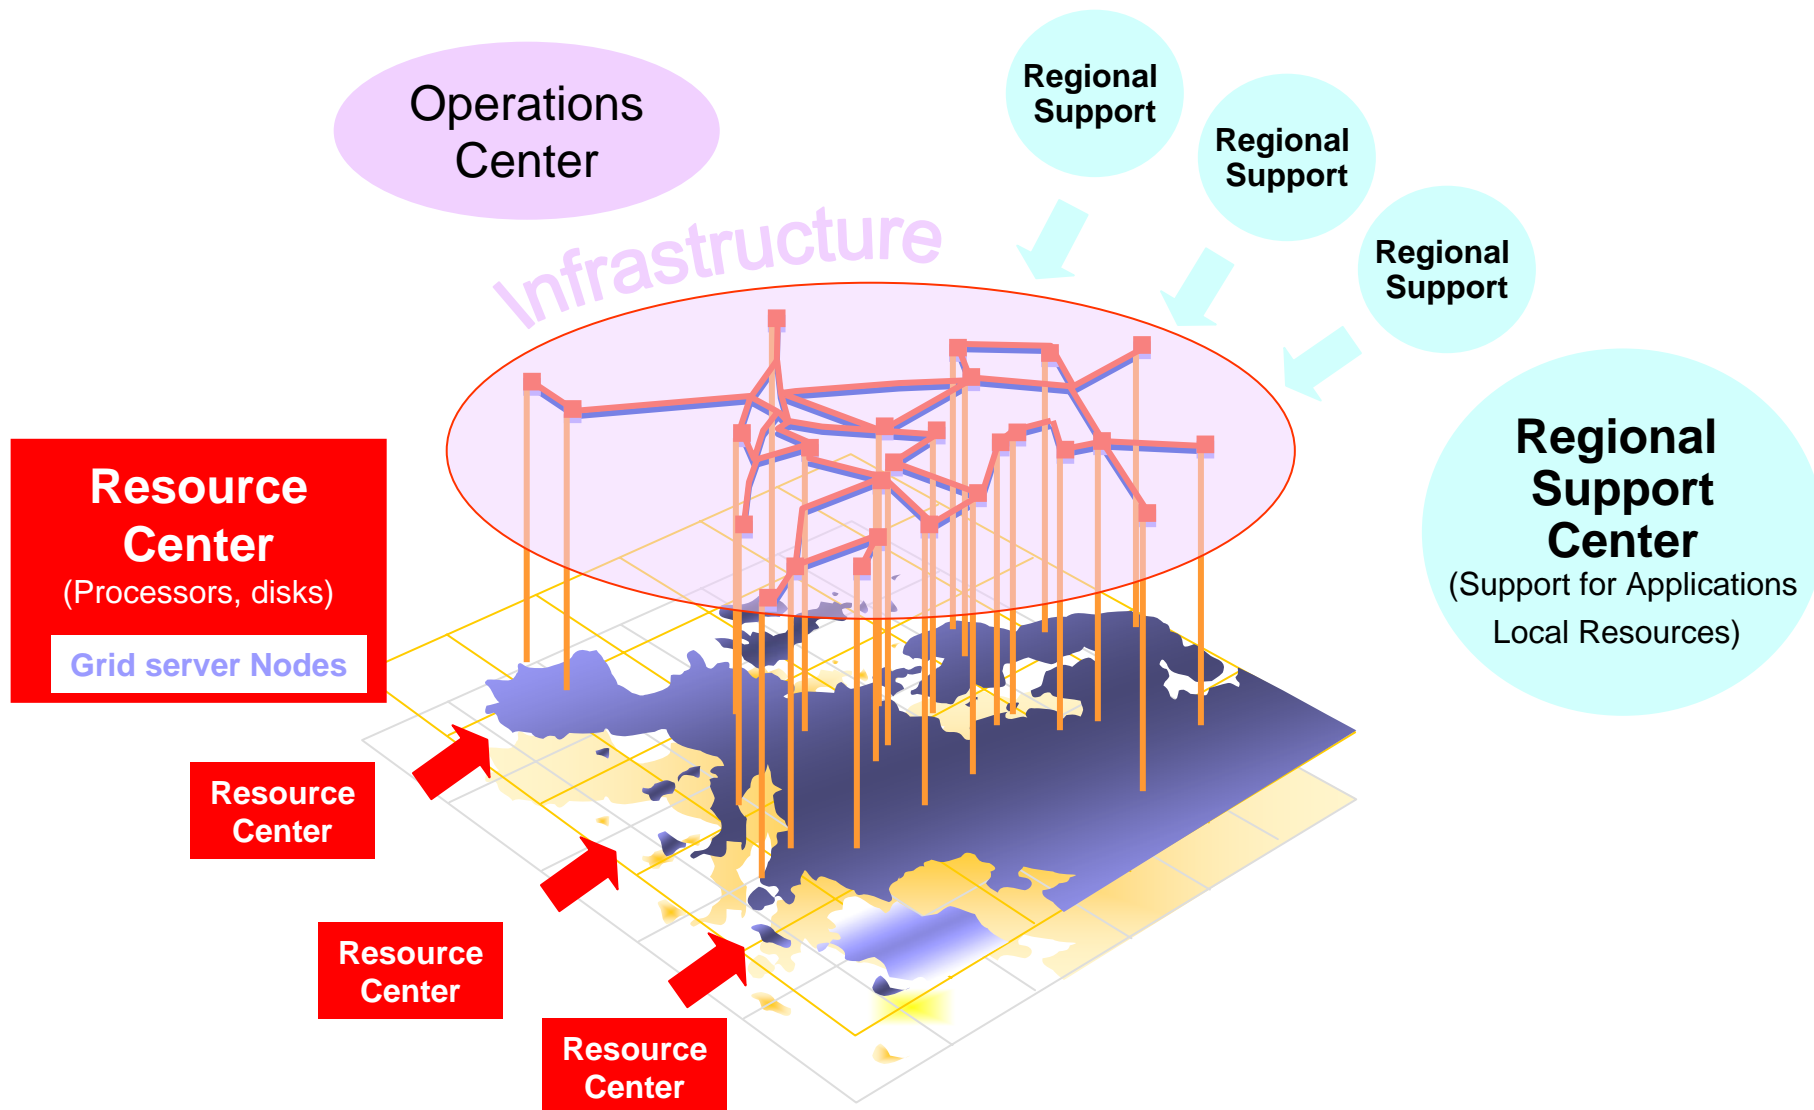 Operations
Center
Regional
Support
Regional
Support
Regional
Support
Infrastructure
Regional
Support
Center
(Support for Applications
Local Resources)
Resource
Center
(Processors, disks)
Grid server Nodes
Resource
Center
Resource
Center
Resource
Center